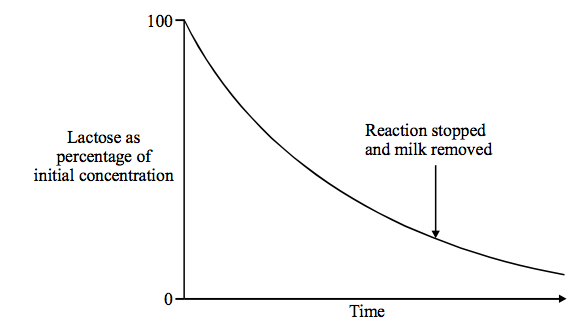 100
Lactose as
percentage of
initial concentration
Reaction stopped
and milk removed
0
Time